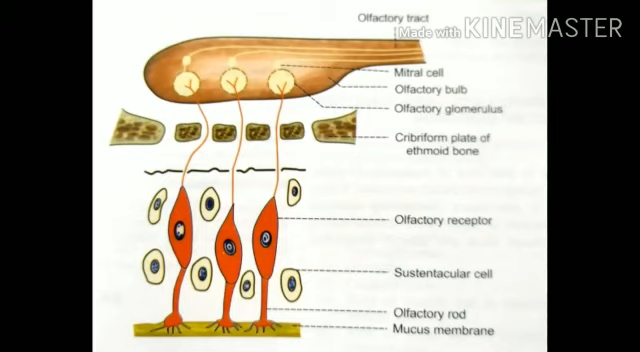 Olfactory tract
Made with KINEMASTER
Mitral cell
Olfactory bulb
Olfactory glomerulus
Cribriform plate of
ethmoid bone
Olfactory receptor
Sustentacular cell
Olfactory rod
Mucus membrane